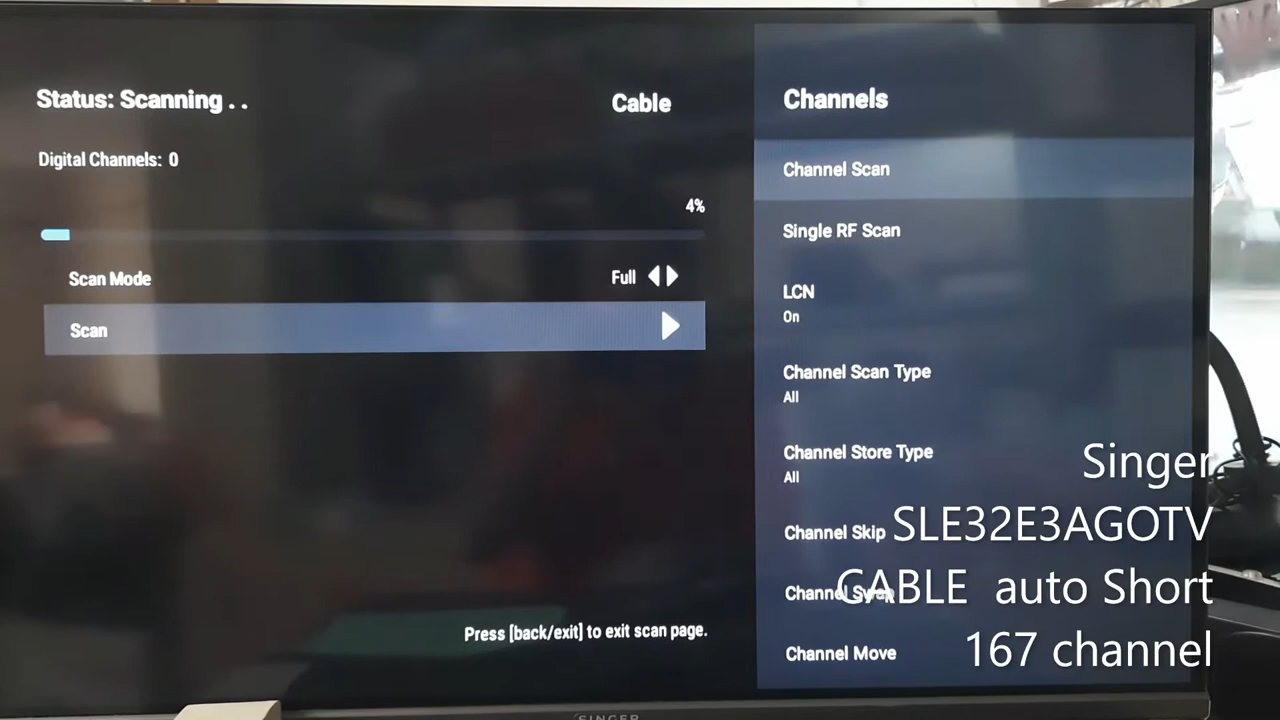 Status: Scanning . .
Cable
Digital Channels: 0
4%
Scan Mode
Full
Scan
Press [back/exit] to exit scan page.
Channels
Channel Scan
Single RF Scan
LCN
On
Channel Scan Type
All
Channel Store Type
All
Channel Skip
Channel Swap
Channel Move
Singer
SLE32E3AGOTV
CABLE auto Short
167 channel
SINGER